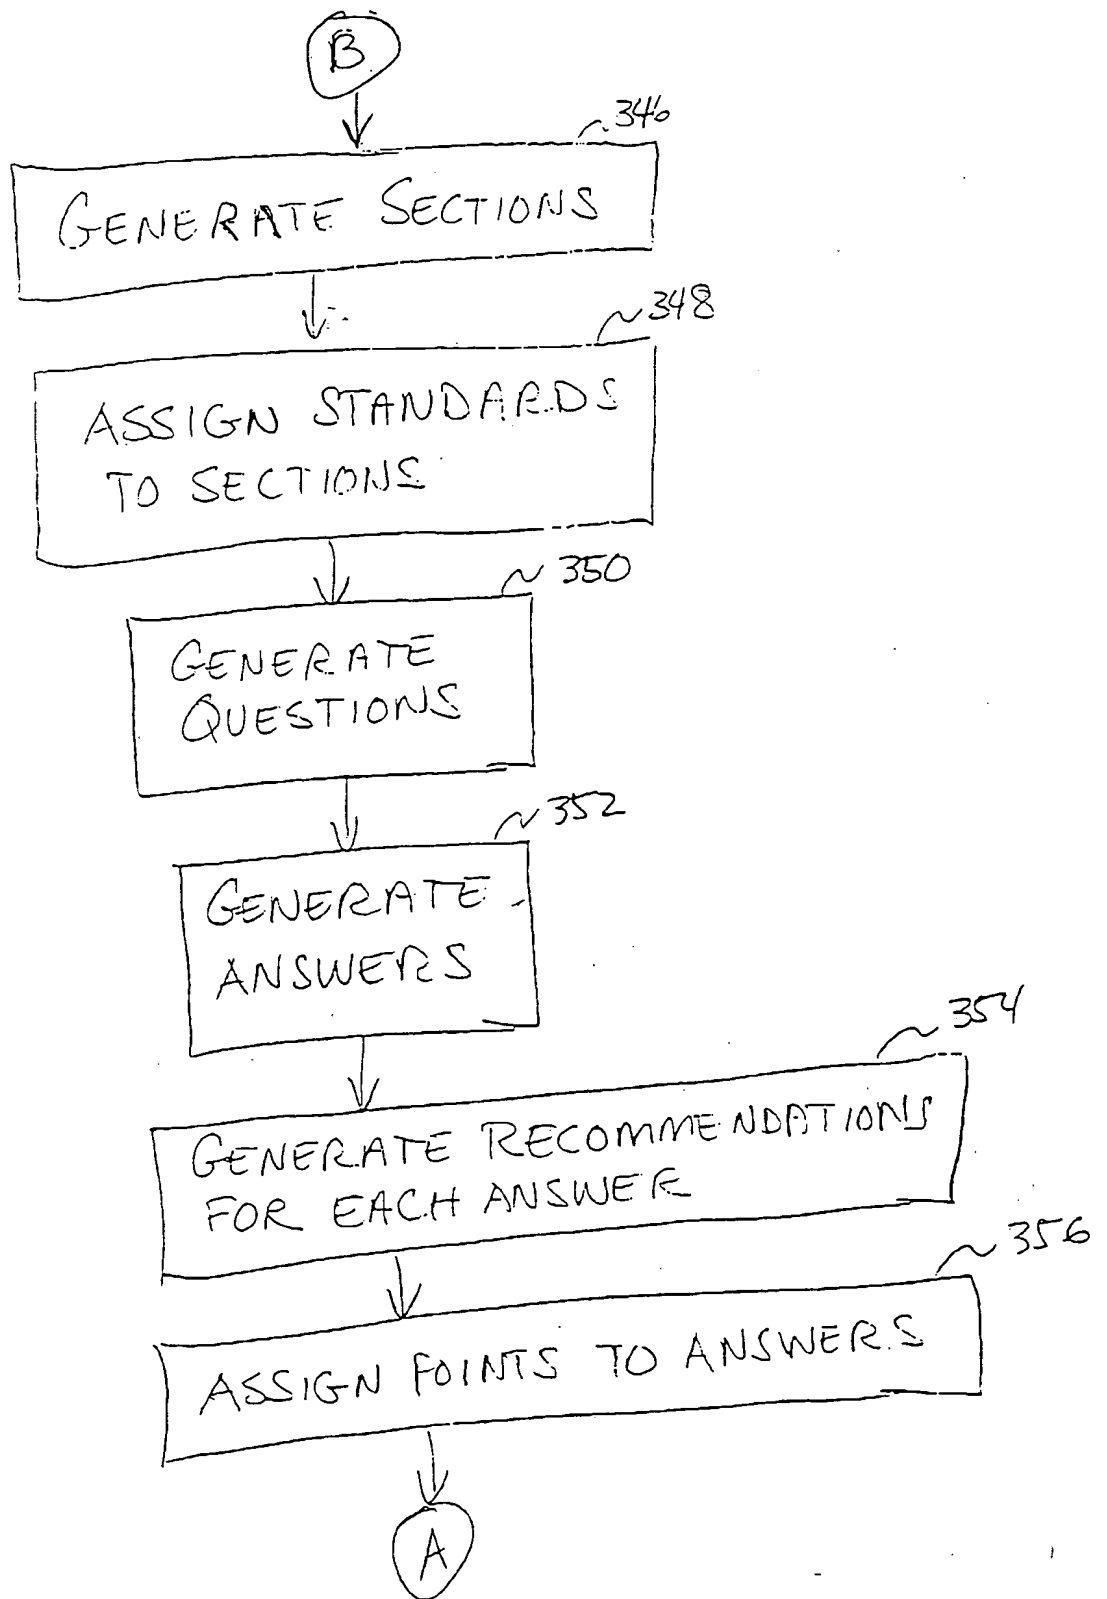 B
346
GENERATE SECTIONS
348
ASSIGN STANDARDS
TO SECTIONS
350
GENERATE
QUESTIONS
352
GENERATE
ANSWERS
354
GENERATE RECOMMENDATIONS
FOR EACH ANSWER
356
ASSIGN POINTS TO ANSWERS
A